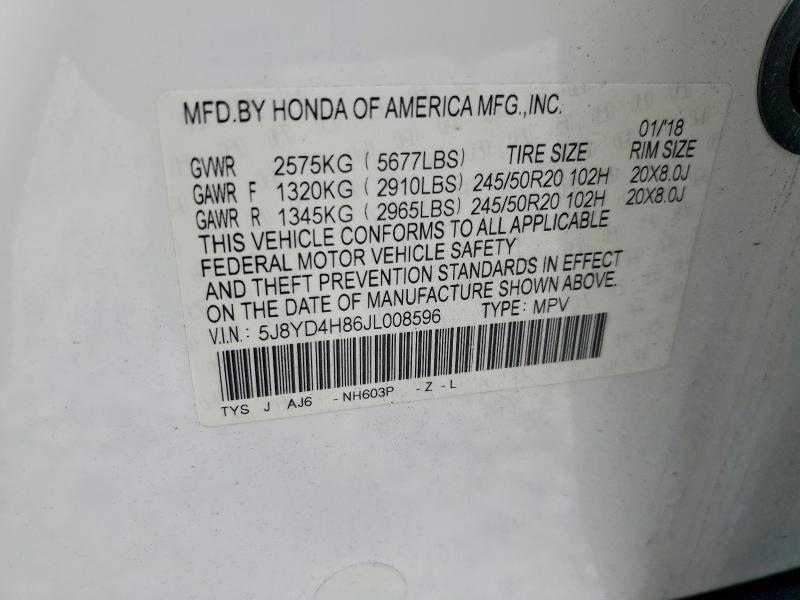 MFD.BY HONDA OF AMERICA MFG.,INC.
01/'18
GVWR 2575KG (5677LBS) TIRE SIZE RIM SIZE
GAWR F 1320KG (2910LBS) 245/50R20 102H 20X8.0J
GAWR R 1345KG (2965LBS) 245/50R20 102H 20X8.0J
THIS VEHICLE CONFORMS TO ALL APPLICABLE
FEDERAL MOTOR VEHICLE SAFETY
AND THEFT PREVENTION STANDARDS IN EFFECT
ON THE DATE OF MANUFACTURE SHOWN ABOVE.
V.I.N.: 5J8YD4H86JL008596 TYPE: MPV
TYS J AJ6 -NH603P -Z -L